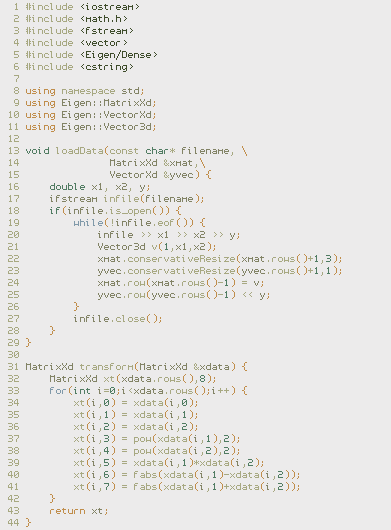 1 #include <iostream>
2 #include <math.h>
3 #include <fstream>
4 #include <vector>
5 #include <Eigen/Dense>
6 #include <cstring>
7
8 using namespace std;
9 using Eigen::MatrixXd;
10 using Eigen::VectorXd;
11 using Eigen::Vector3d;
12
13 void loadData(const char* filename, \
14               MatrixXd &xmat,\
15               VectorXd &yvec) {
16     double x1, x2, y;
17     ifstream infile(filename);
18     if(infile.is_open()) {
19         while(!infile.eof()) {
20             infile >> x1 >> x2 >> y;
21             Vector3d v(1,x1,x2);
22             xmat.conservativeResize(xmat.rows()+1,3);
23             yvec.conservativeResize(yvec.rows()+1,1);
24             xmat.row(xmat.rows()-1) = v;
25             yvec.row(yvec.rows()-1) << y;
26         }
27         infile.close();
28     }
29 }
30
31 MatrixXd transform(MatrixXd &xdata) {
32     MatrixXd xt(xdata.rows(),8);
33     for(int i=0;i<xdata.rows();i++) {
34         xt(i,0) = xdata(i,0);
35         xt(i,1) = xdata(i,1);
36         xt(i,2) = xdata(i,2);
37         xt(i,3) = pow(xdata(i,1),2);
38         xt(i,4) = pow(xdata(i,2),2);
39         xt(i,5) = xdata(i,1)*xdata(i,2);
40         xt(i,6) = fabs(xdata(i,1)-xdata(i,2));
41         xt(i,7) = fabs(xdata(i,1)+xdata(i,2));
42     }
43     return xt;
44 }